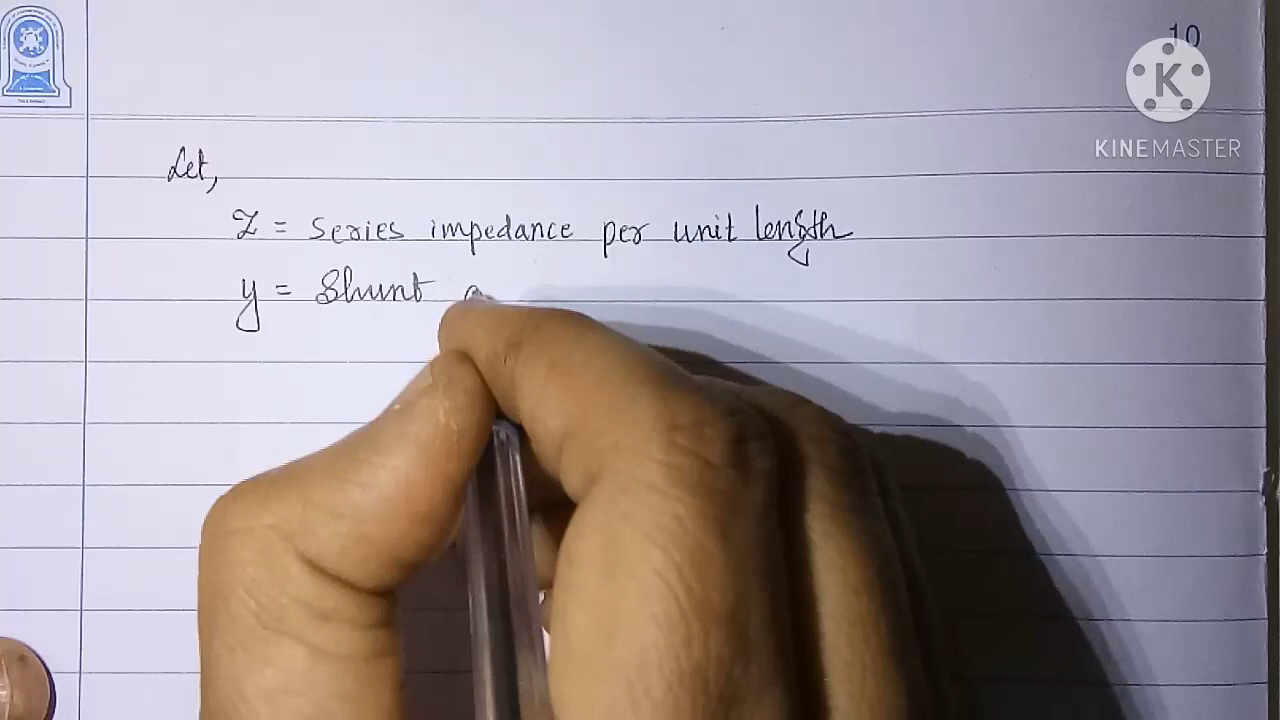 10
KINEMASTER
Let,
Z = Series impedance per unit length
y = Shunt a